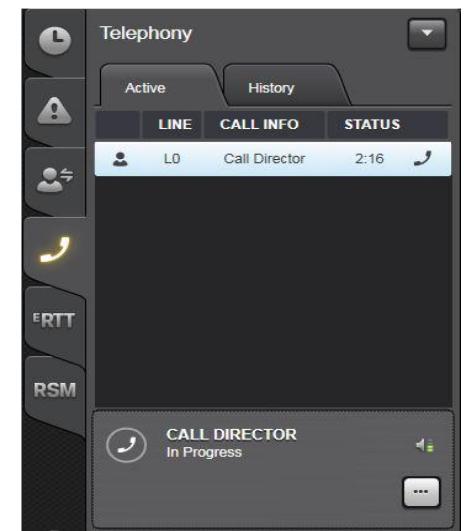 Telephony
Active History
LINE CALL INFO STATUS
L0 Call Director 2:16
ERTT
RSM
CALL DIRECTOR
In Progress